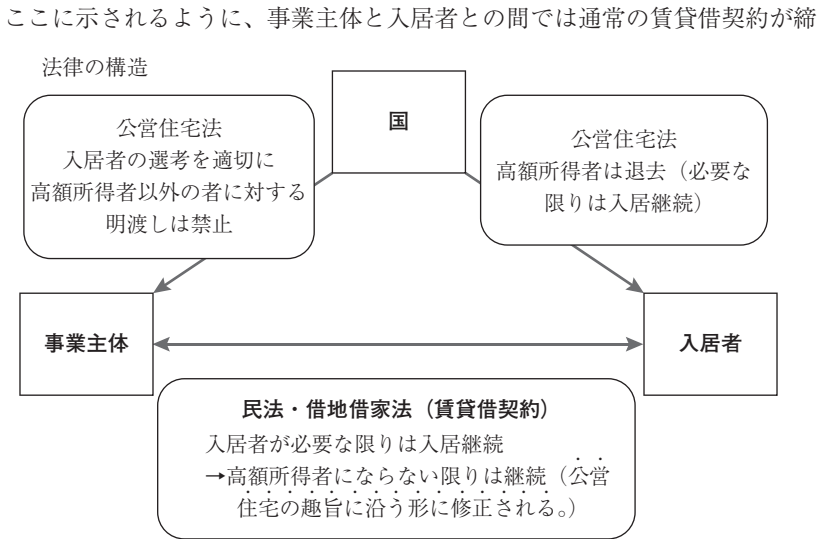 ここに示されるように、事業主体と入居者との間では通常の賃貸借契約が締
法律の構造
国
公営住宅法
入居者の選考を適切に
高額所得者以外の者に対する
明渡しは禁止
公営住宅法
高額所得者は退去（必要な
限りは入居継続）
事業主体
入居者
民法・借地借家法（賃貸借契約）
入居者が必要な限りは入居継続
→高額所得者にならない限りは継続（公営
住宅の趣旨に沿う形に修正される。）